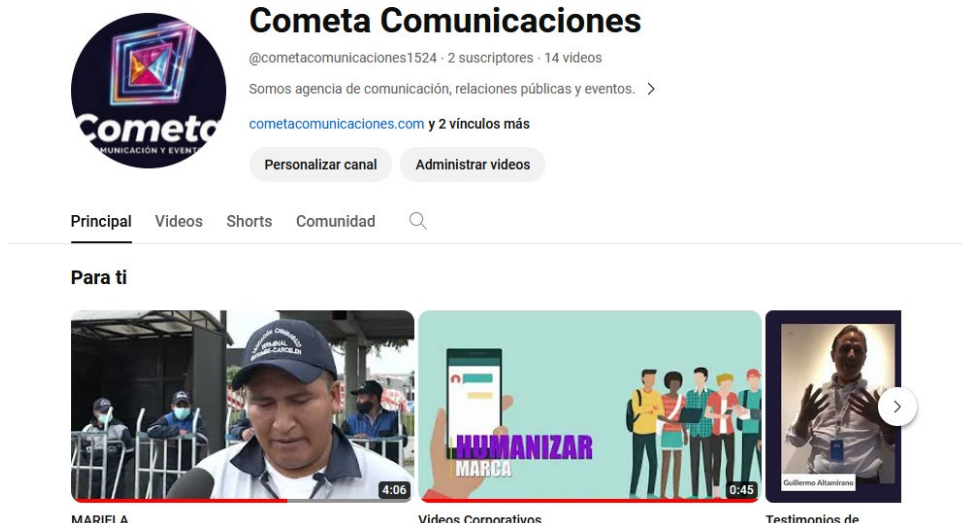 Cometa Comunicaciones
@cometacomunicaciones1524 · 2 suscriptores · 14 videos
Somos agencia de comunicación, relaciones públicas y eventos.
cometacomunicaciones.com y 2 vínculos más
Personalizar canal Administrar videos
Cometa
COMUNICACIÓN Y EVENT
Principal Videos Shorts Comunidad
Para ti
TERMINAL
CARCELEN
4:06
HUMANIZAR
MARCA
0:45
Guillermo Altamirano
MARIELA
Videos Corporativos
Testimonios de